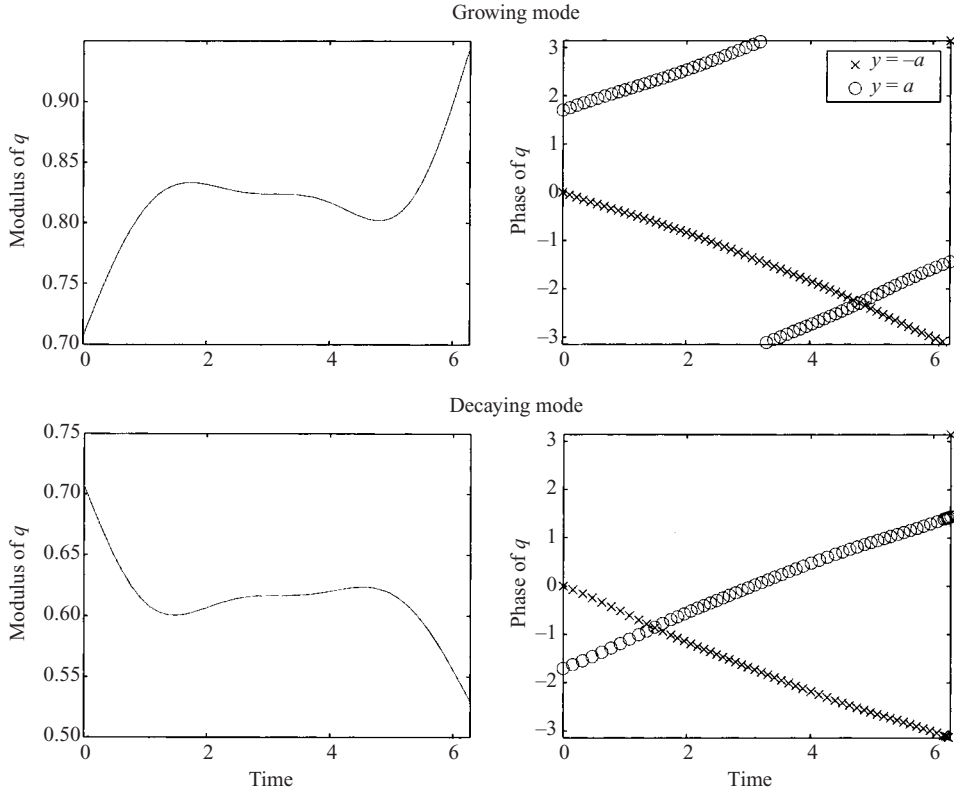 Growing mode
Modulus of q
0.90
0.85
0.80
0.75
0.70
0 2 4 6
Phase of q
3
2
1
0
–1
–2
–3
0 2 4 6
y = –a
y = a
Decaying mode
Modulus of q
0.75
0.70
0.65
0.60
0.55
0.50
0 2 4 6
Time
Phase of q
3
2
1
0
–1
–2
–3
0 2 4 6
Time